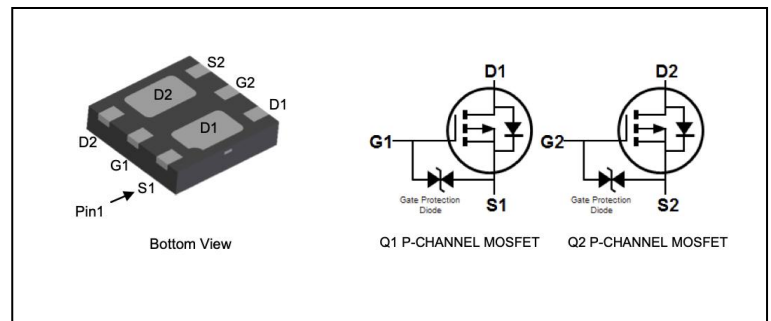 S2
G2
D1
D2
D1
D2
G1
S1
Pin1
Bottom View
D1
G1
Gate Protection
Diode
S1
Q1 P-CHANNEL MOSFET
D2
G2
Gate Protection
Diode
S2
Q2 P-CHANNEL MOSFET